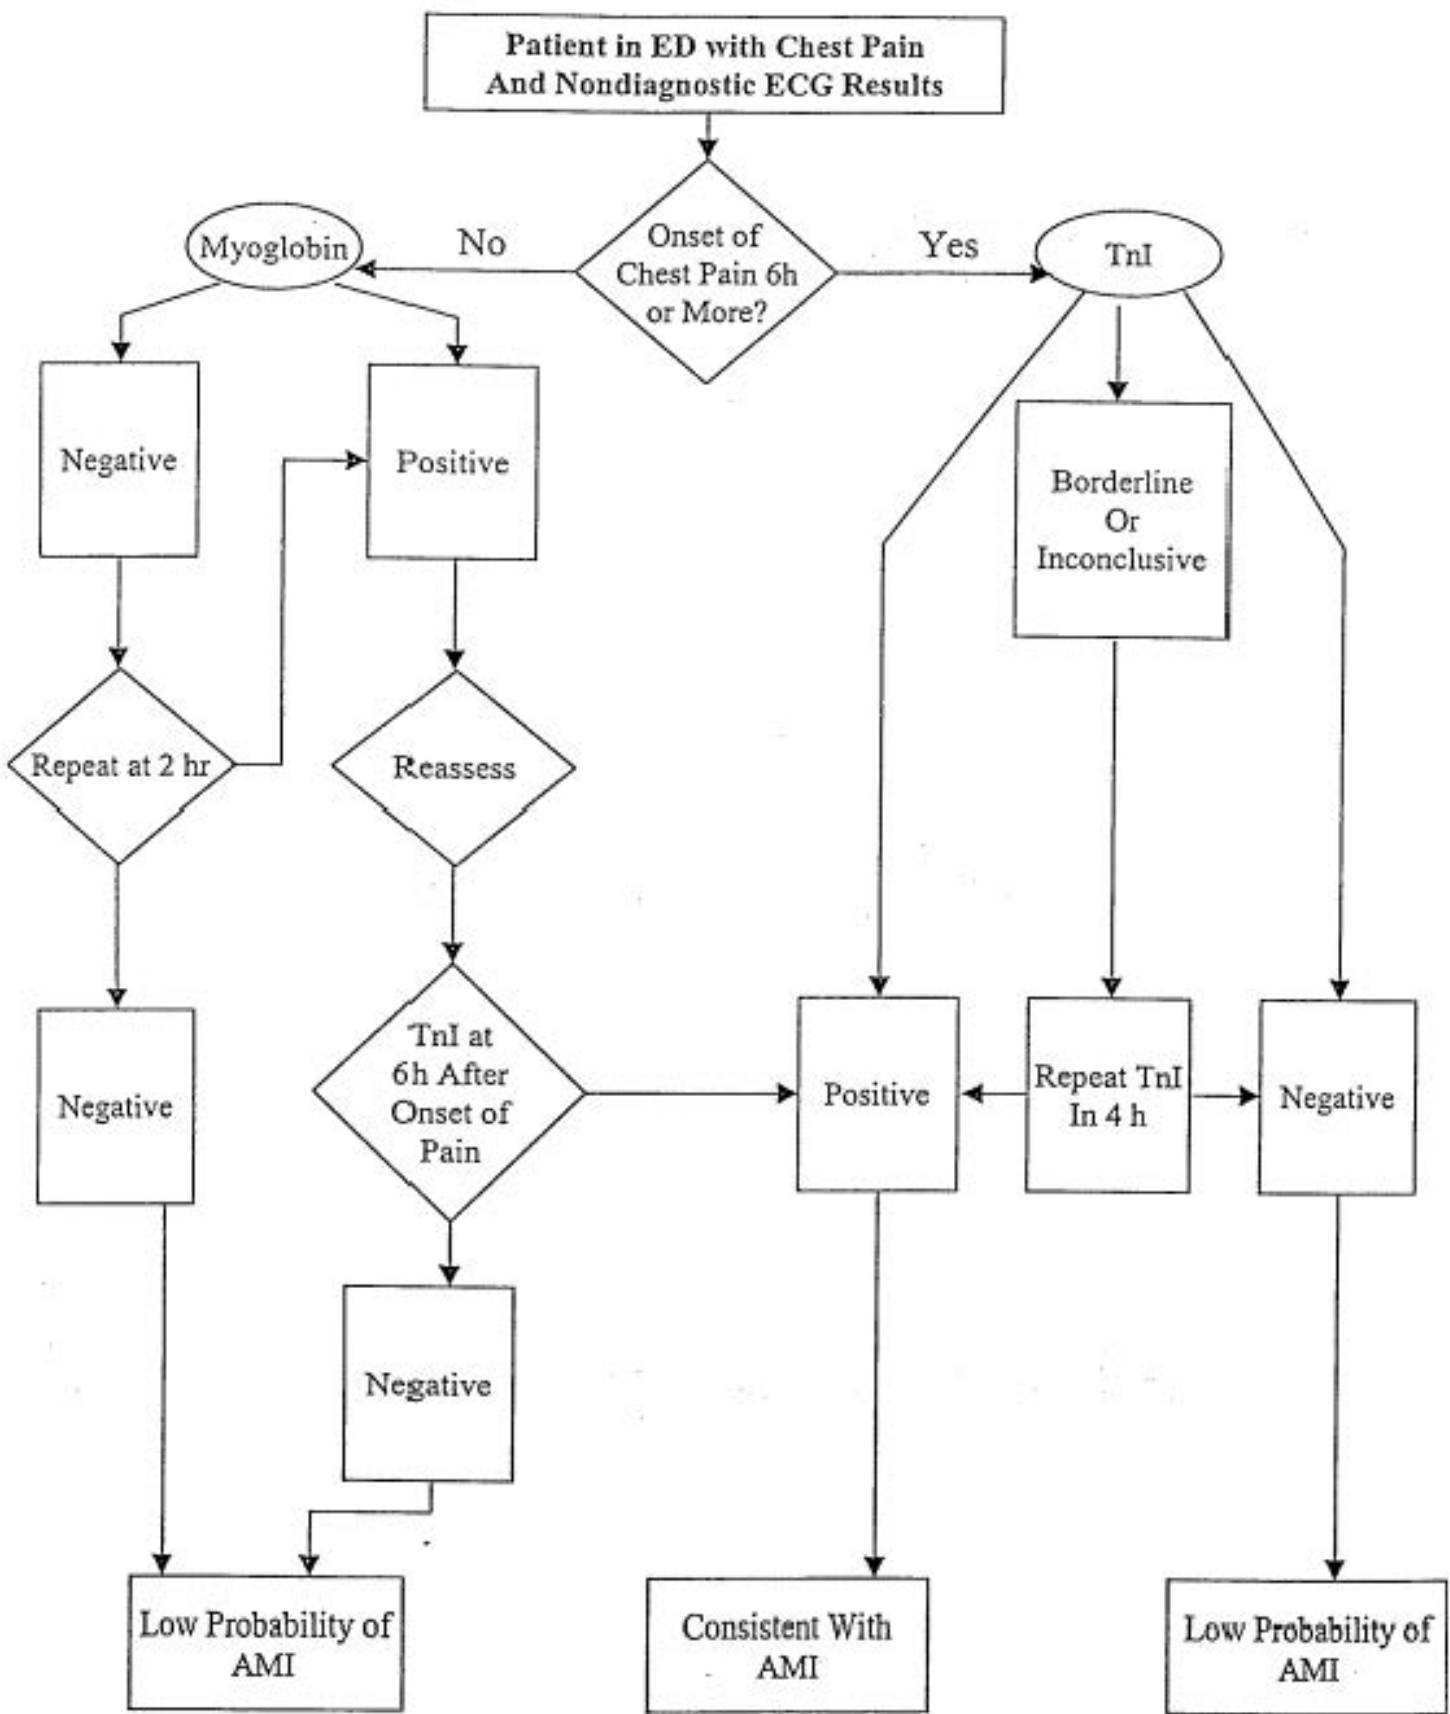 Patient in ED with Chest Pain
And Nondiagnostic ECG Results
Myoglobin
No
Onset of
Chest Pain 6h
or More?
Yes
TnI
Negative
Positive
Borderline
Or
Inconclusive
Repeat at 2 hr
Reassess
Negative
TnI at
6h After
Onset of
Pain
Positive
Repeat TnI
In 4 h
Negative
Negative
Low Probability of
AMI
Consistent With
AMI
Low Probability of
AMI